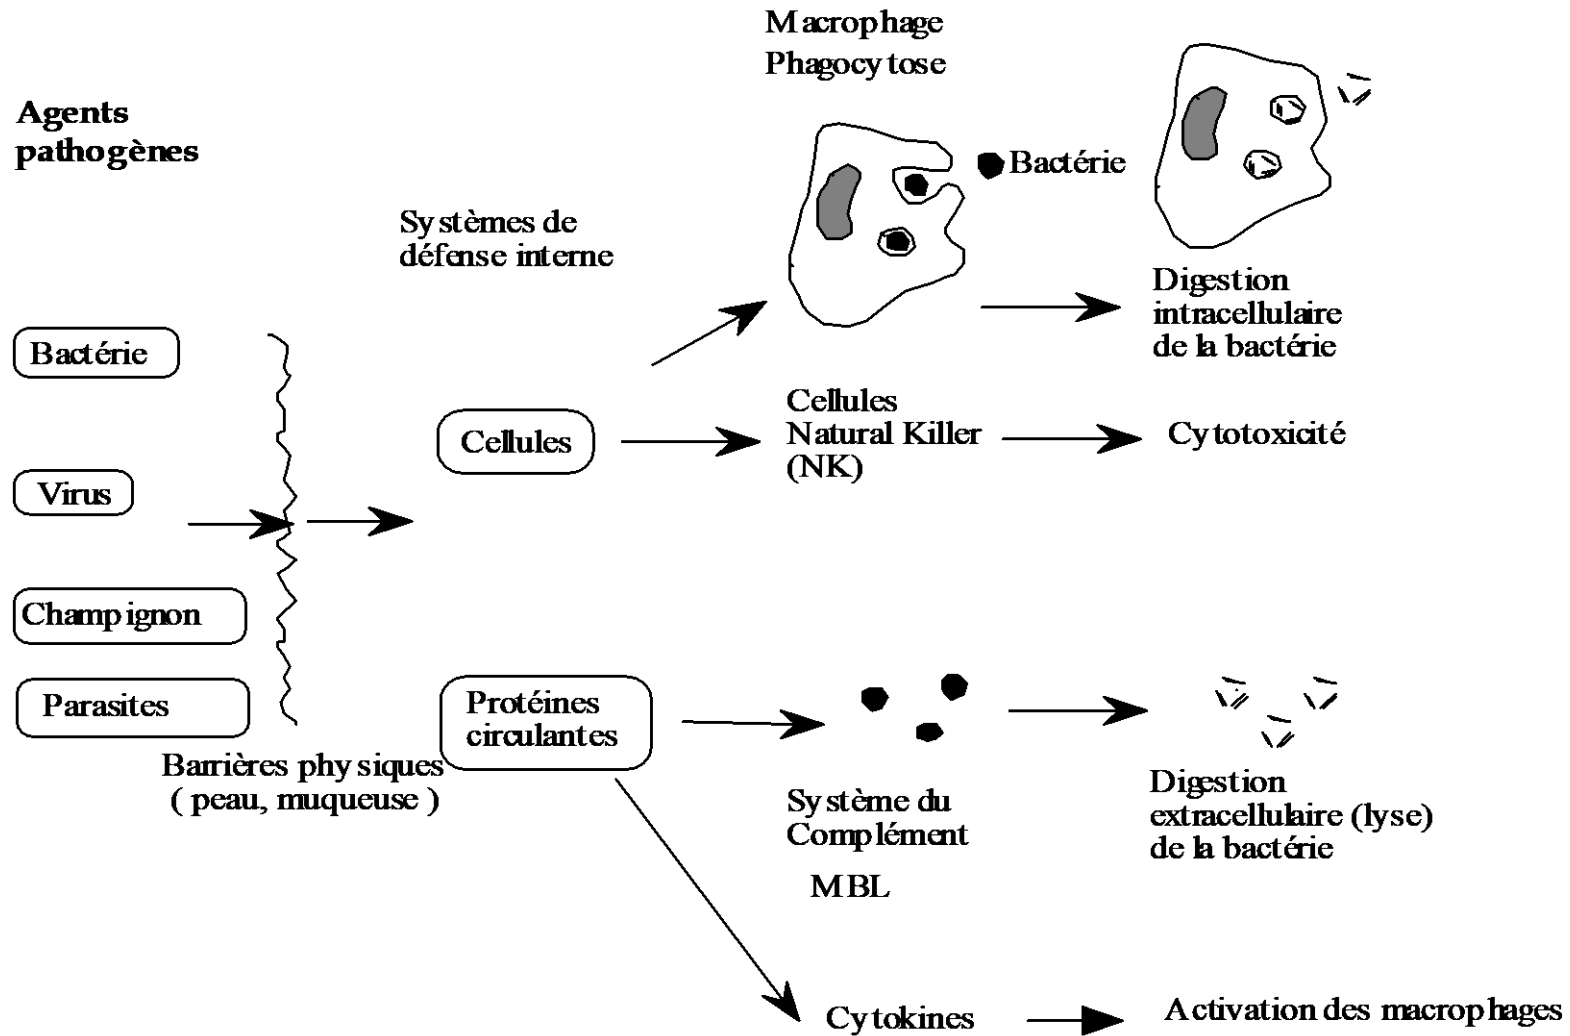 Agents
pathogènes
Bactérie
Virus
Champignon
Parasites
Barrières physiques
( peau, muqueuse )
Systèmes de
défense interne
Cellules
Protéines
circulantes
Macrophage
Phagocytose
Bactérie
Digestion
intracellulaire
de la bactérie
Cellules
Natural Killer
(NK)
Cytotoxicité
Système du
Complément
MBL
Digestion
extracellulaire (lyse)
de la bactérie
Cytokines
Activation des macrophages